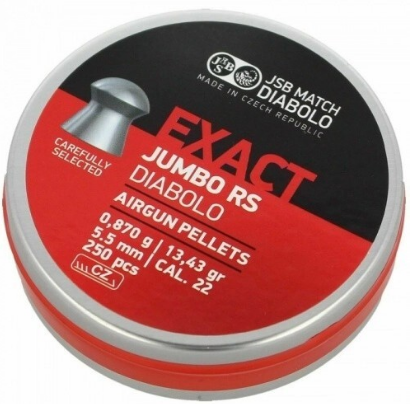 JSB
JSB MATCH
DIABOLO
MADE IN CZECH REPUBLIC
CAREFULLY
SELECTED
EXACT
JUMBO RS
DIABOLO
AIRGUN PELLETS
0,870 g 13,43 gr
5.5 mm CAL. 22
250 pcs
CZ